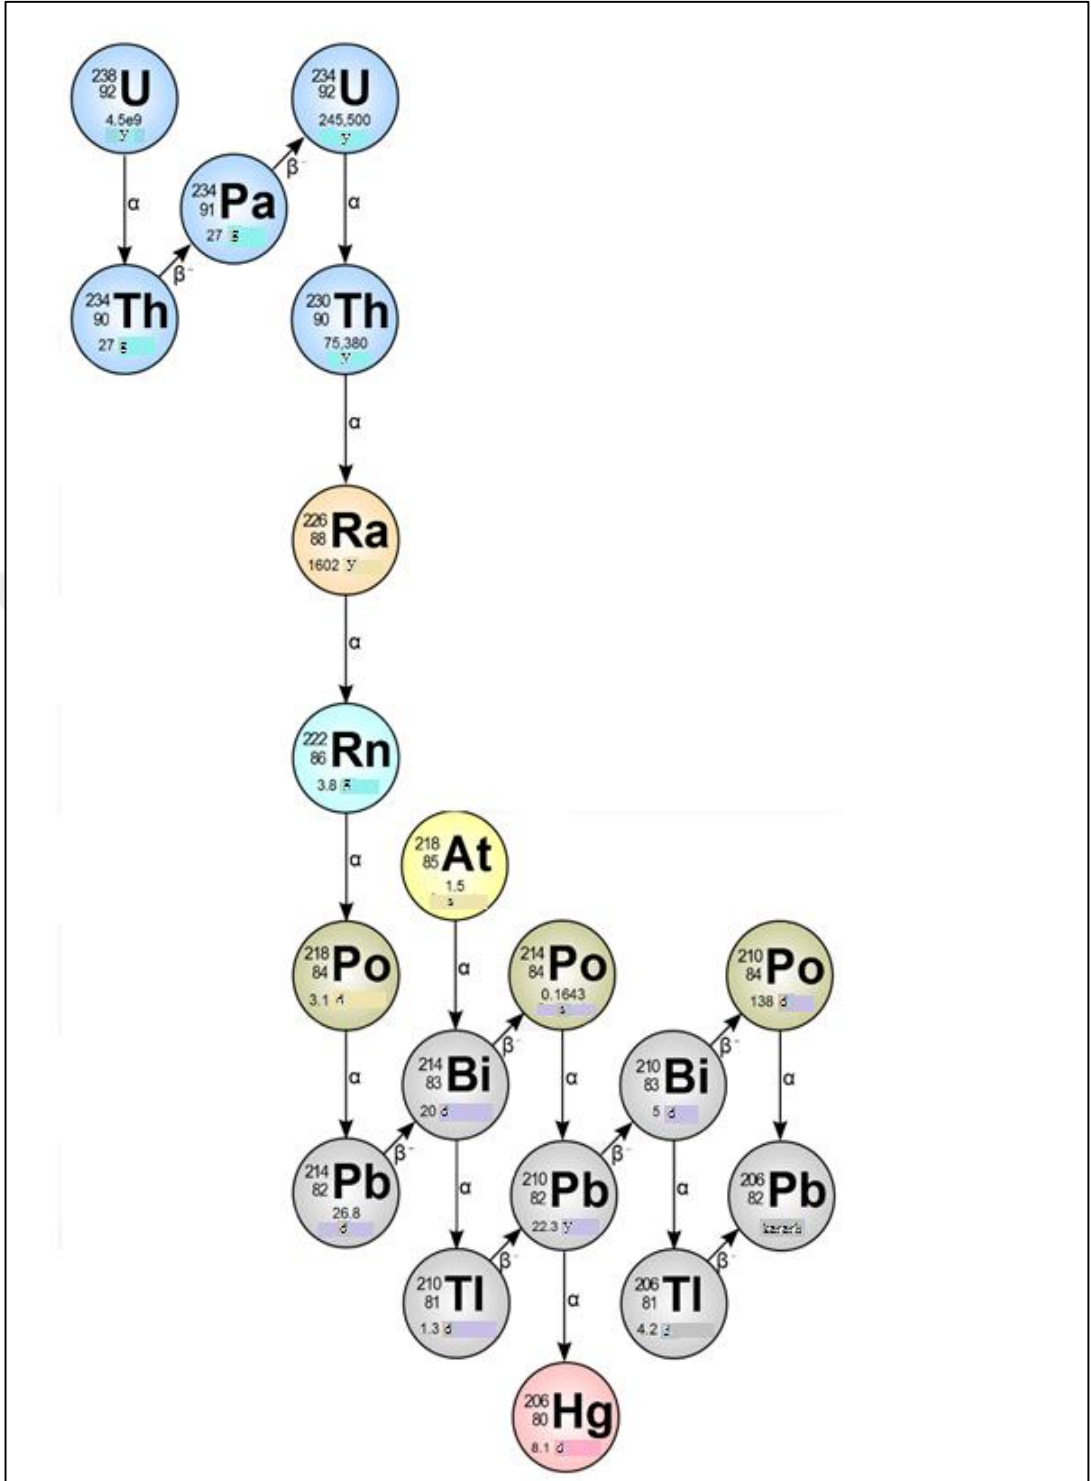 238
92 U
4.5e9
y
234
92 U
245,500
y
α
β⁻
234
91 Pa
27
α
β⁻
234
90 Th
27
230
90 Th
75,380
y
α
226
88 Ra
1602 y
α
222
86 Rn
3.8
α
218
85 At
1.5
s
218
84 Po
3.1
α
214
84 Po
0.1643
s
210
84 Po
138 d
β⁻
β⁻
214
83 Bi
20 d
210
83 Bi
5 d
α
α
α
β⁻
β⁻
214
82 Pb
26.8
d
210
82 Pb
22.3 y
206
82 Pb
kararlı
α
α
β⁻
β⁻
210
81 Tl
1.3 d
206
81 Tl
4.2
α
206
80 Hg
8.1 d